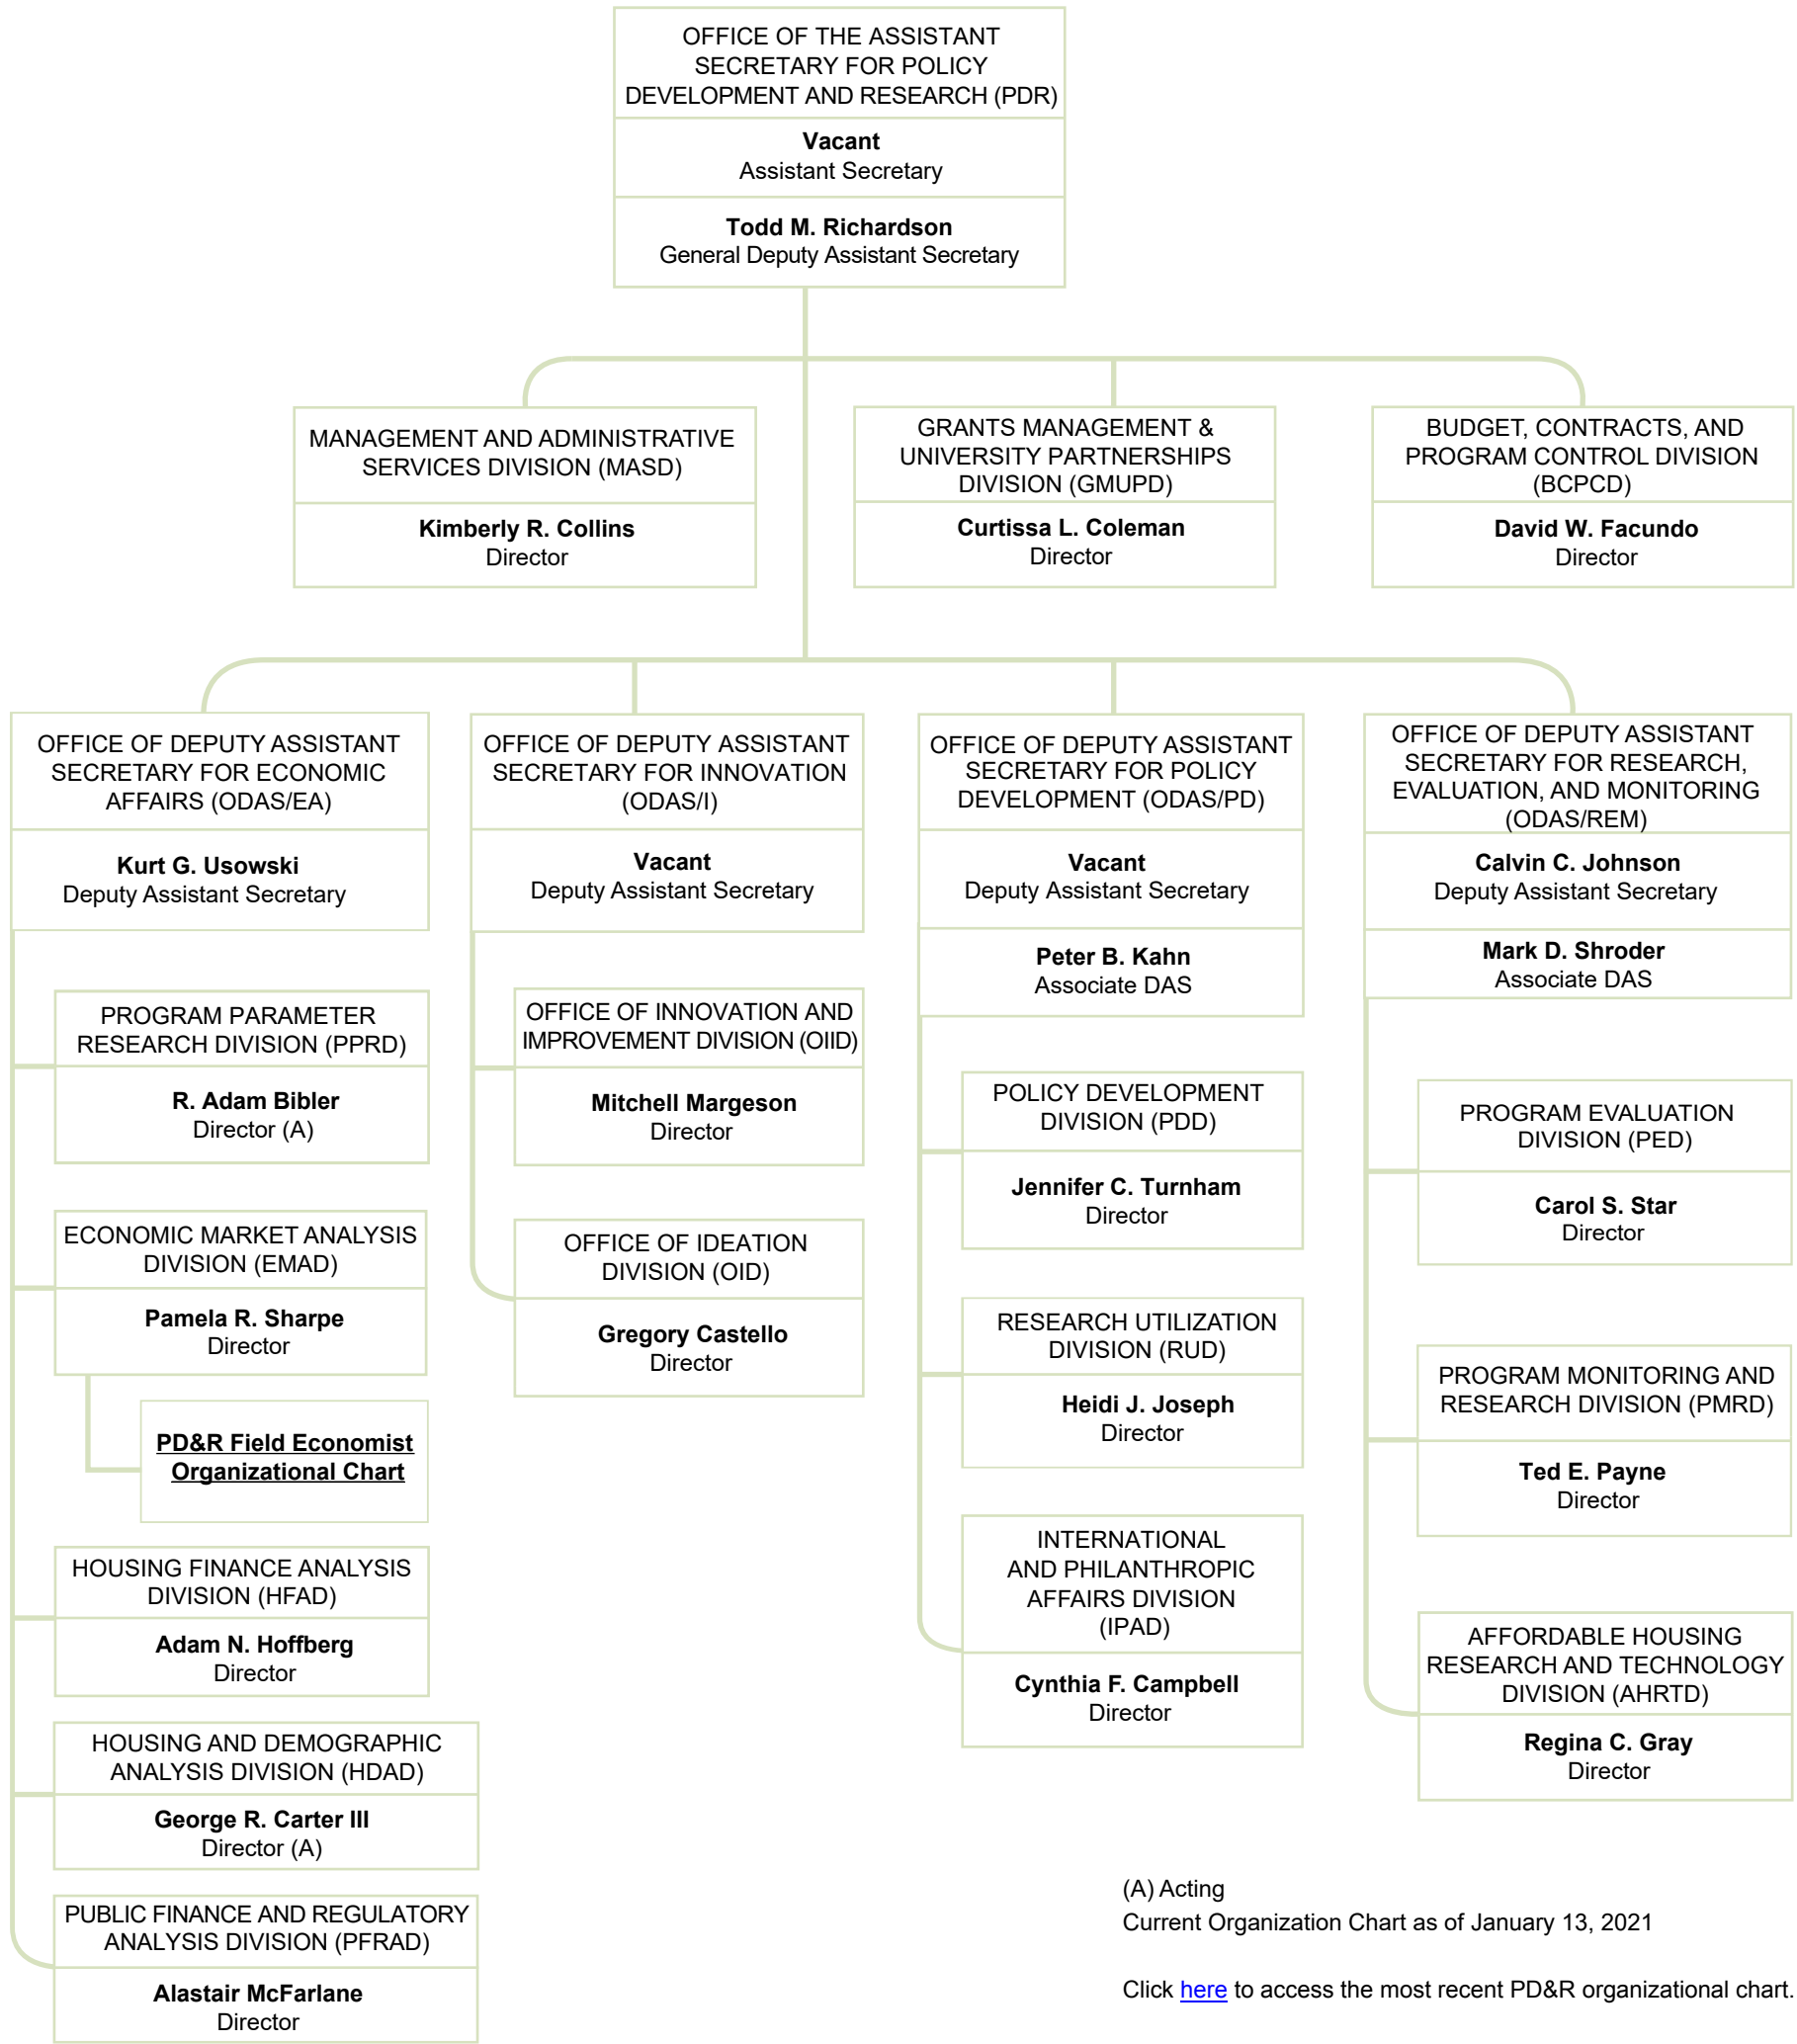 OFFICE OF THE ASSISTANT
SECRETARY FOR POLICY
DEVELOPMENT AND RESEARCH (PDR)
Vacant
Assistant Secretary
Todd M. Richardson
General Deputy Assistant Secretary
MANAGEMENT AND ADMINISTRATIVE
SERVICES DIVISION (MASD)
Kimberly R. Collins
Director
GRANTS MANAGEMENT &
UNIVERSITY PARTNERSHIPS
DIVISION (GMUPD)
Curtissa L. Coleman
Director
BUDGET, CONTRACTS, AND
PROGRAM CONTROL DIVISION
(BCPCD)
David W. Facundo
Director
OFFICE OF DEPUTY ASSISTANT
SECRETARY FOR ECONOMIC
AFFAIRS (ODAS/EA)
Kurt G. Usowski
Deputy Assistant Secretary
PROGRAM PARAMETER
RESEARCH DIVISION (PPRD)
R. Adam Bibler
Director (A)
ECONOMIC MARKET ANALYSIS
DIVISION (EMAD)
Pamela R. Sharpe
Director
PD&R Field Economist
Organizational Chart
HOUSING FINANCE ANALYSIS
DIVISION (HFAD)
Adam N. Hoffberg
Director
HOUSING AND DEMOGRAPHIC
ANALYSIS DIVISION (HDAD)
George R. Carter III
Director (A)
PUBLIC FINANCE AND REGULATORY
ANALYSIS DIVISION (PFRAD)
Alastair McFarlane
Director
OFFICE OF DEPUTY ASSISTANT
SECRETARY FOR INNOVATION
(ODAS/I)
Vacant
Deputy Assistant Secretary
OFFICE OF INNOVATION AND
IMPROVEMENT DIVISION (OIID)
Mitchell Margeson
Director
OFFICE OF IDEATION
DIVISION (OID)
Gregory Castello
Director
OFFICE OF DEPUTY ASSISTANT
SECRETARY FOR POLICY
DEVELOPMENT (ODAS/PD)
Vacant
Deputy Assistant Secretary
Peter B. Kahn
Associate DAS
POLICY DEVELOPMENT
DIVISION (PDD)
Jennifer C. Turnham
Director
RESEARCH UTILIZATION
DIVISION (RUD)
Heidi J. Joseph
Director
INTERNATIONAL
AND PHILANTHROPIC
AFFAIRS DIVISION
(IPAD)
Cynthia F. Campbell
Director
OFFICE OF DEPUTY ASSISTANT
SECRETARY FOR RESEARCH,
EVALUATION, AND MONITORING
(ODAS/REM)
Calvin C. Johnson
Deputy Assistant Secretary
Mark D. Shroder
Associate DAS
PROGRAM EVALUATION
DIVISION (PED)
Carol S. Star
Director
PROGRAM MONITORING AND
RESEARCH DIVISION (PMRD)
Ted E. Payne
Director
AFFORDABLE HOUSING
RESEARCH AND TECHNOLOGY
DIVISION (AHRTD)
Regina C. Gray
Director
(A) Acting
Current Organization Chart as of January 13, 2021
Click here to access the most recent PD&R organizational chart.